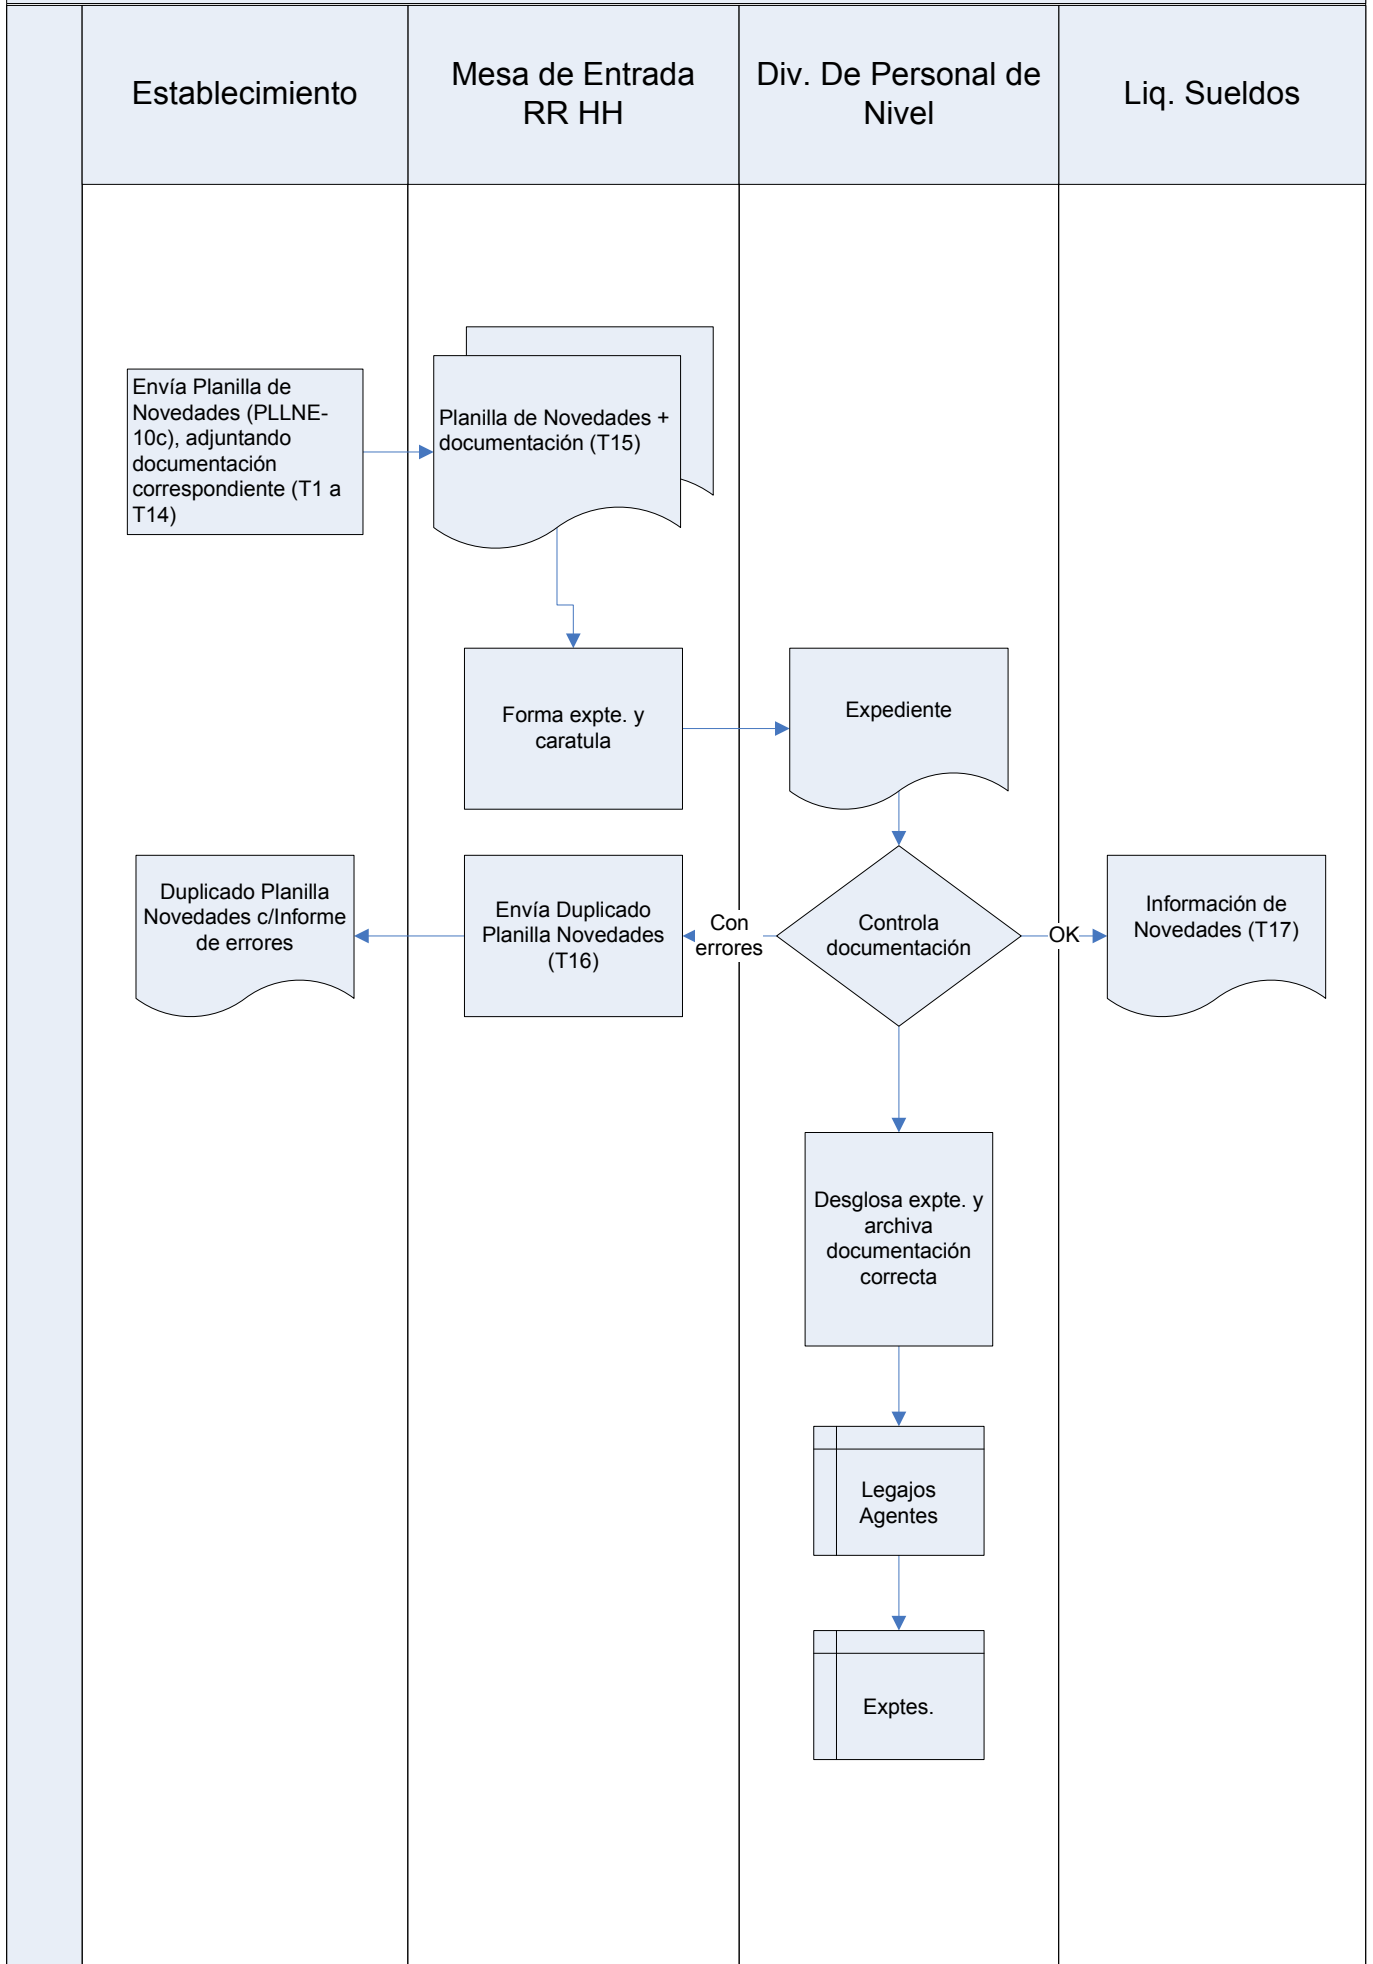 Establecimiento
Mesa de Entrada
RR HH
Div. De Personal de
Nivel
Liq. Sueldos
Envía Planilla de
Novedades (PLLNE-
10c), adjuntando
documentación
correspondiente (T1 a
T14)
Planilla de Novedades +
documentación (T15)
Forma expte. y
caratula
Expediente
Duplicado Planilla
Novedades c/Informe
de errores
Envía Duplicado
Planilla Novedades
(T16)
Con
errores
Controla
documentación
OK
Información de
Novedades (T17)
Desglosa expte. y
archiva
documentación
correcta
Legajos
Agentes
Exptes.